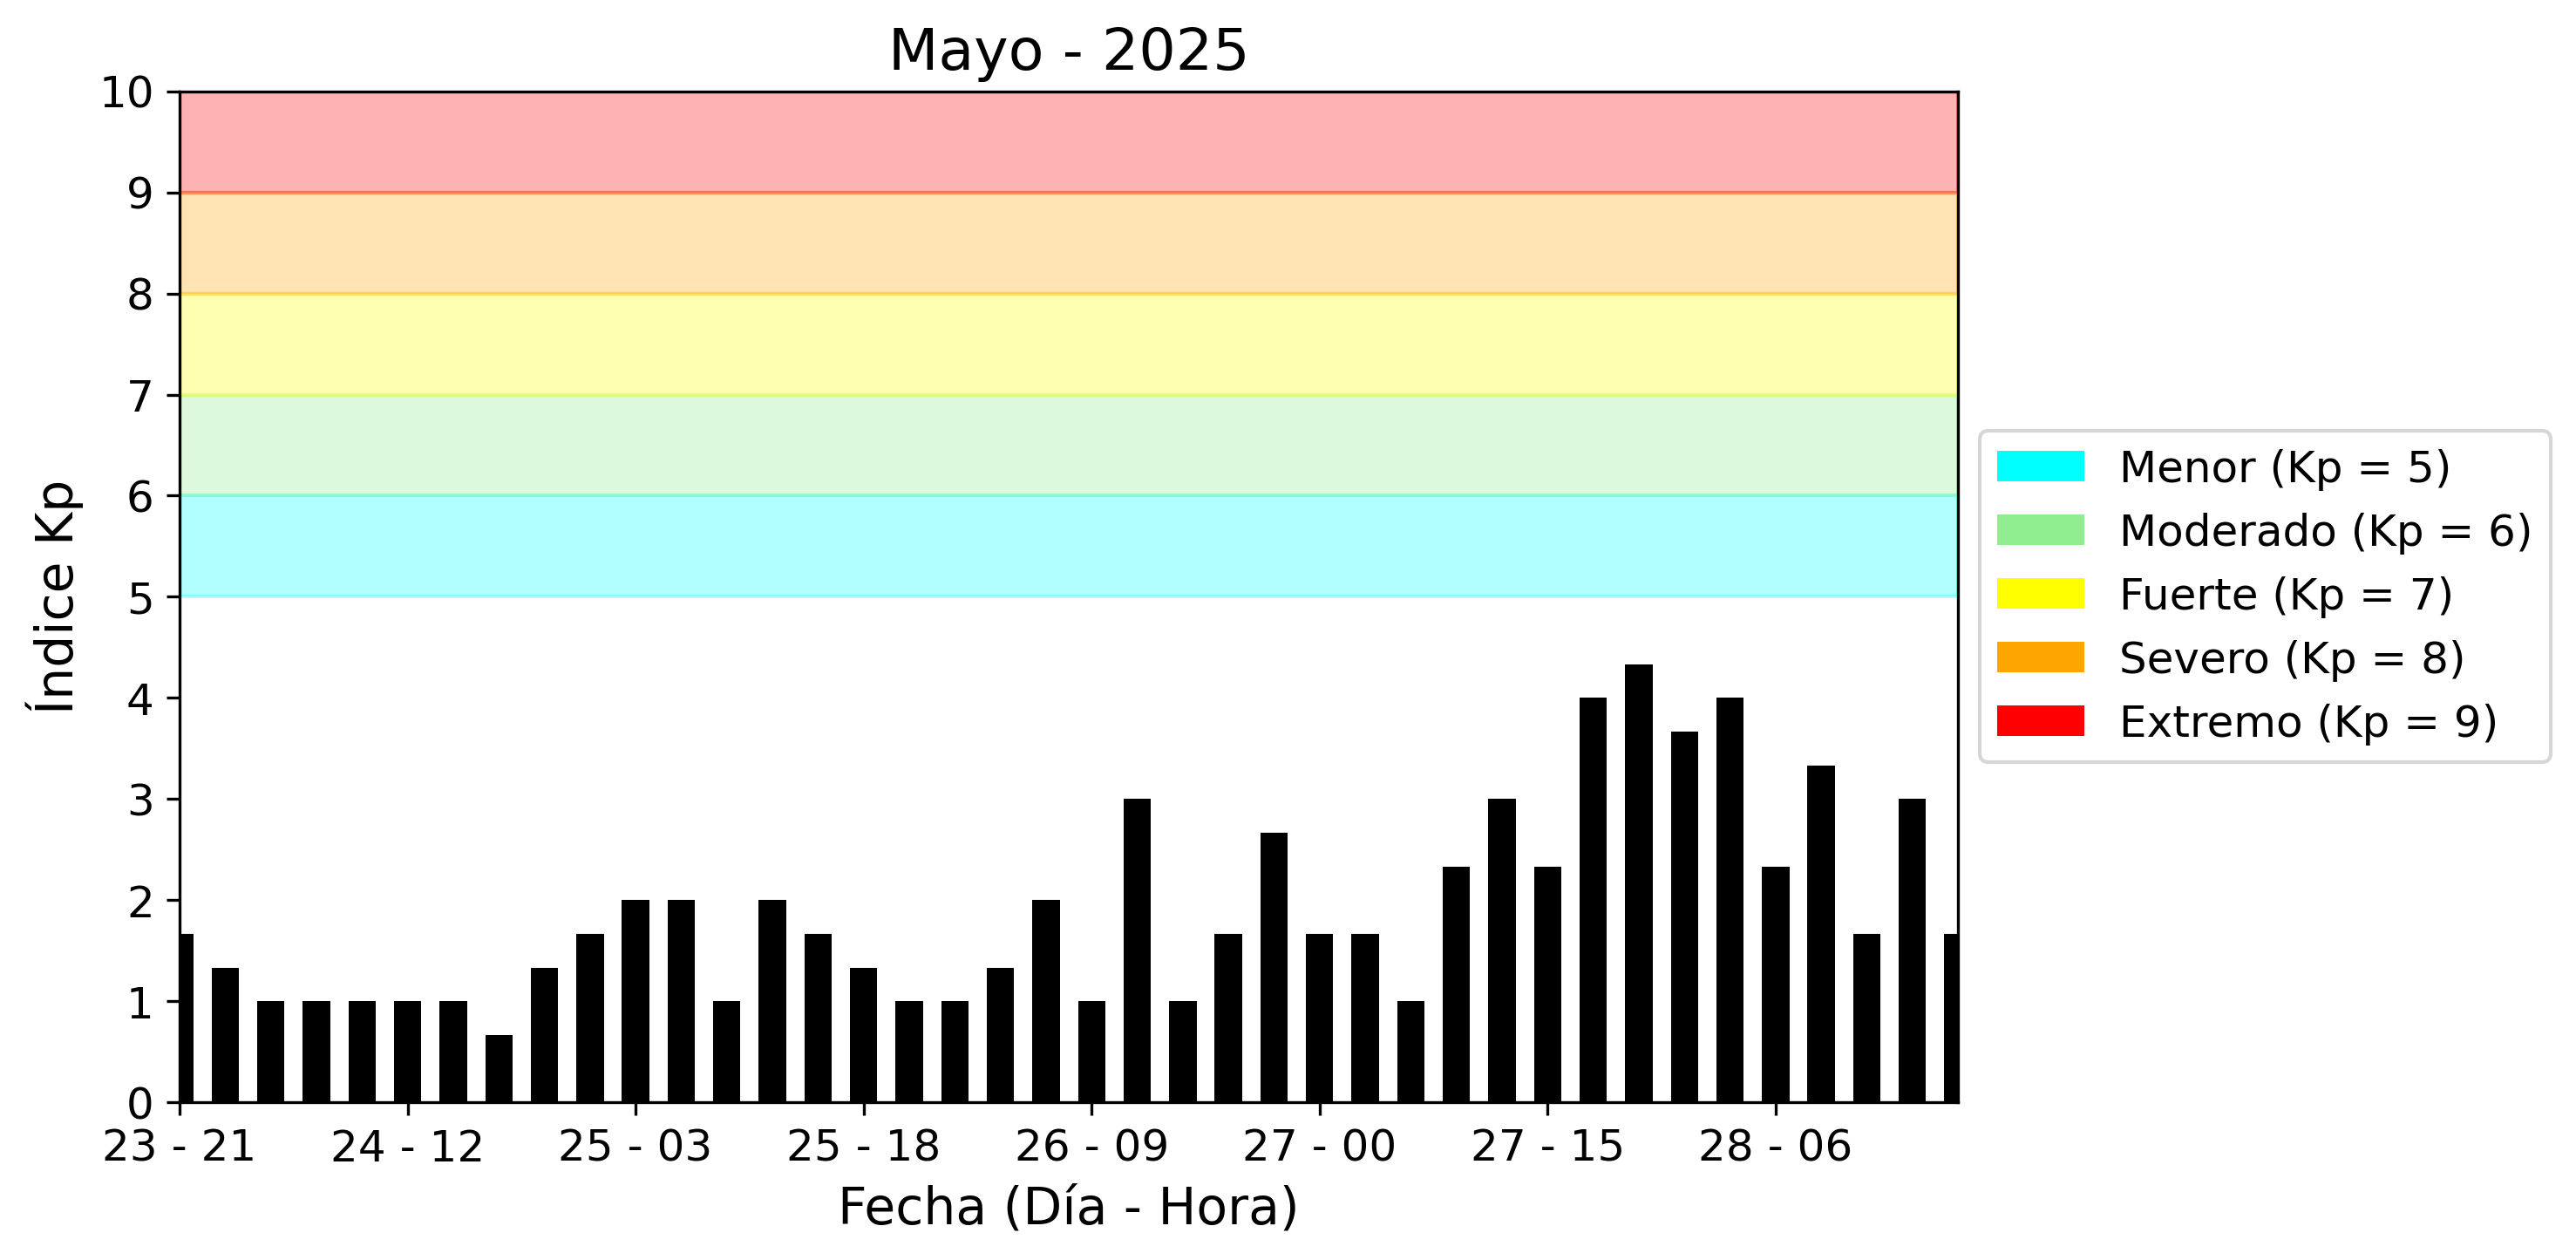 Mayo - 2025
10
9
8
7
6
5
4
3
2
1
0
Índice Kp
23 - 21
24 - 12
25 - 03
25 - 18
26 - 09
27 - 00
27 - 15
28 - 06
Fecha (Día - Hora)
Menor (Kp = 5)
Moderado (Kp = 6)
Fuerte (Kp = 7)
Severo (Kp = 8)
Extremo (Kp = 9)